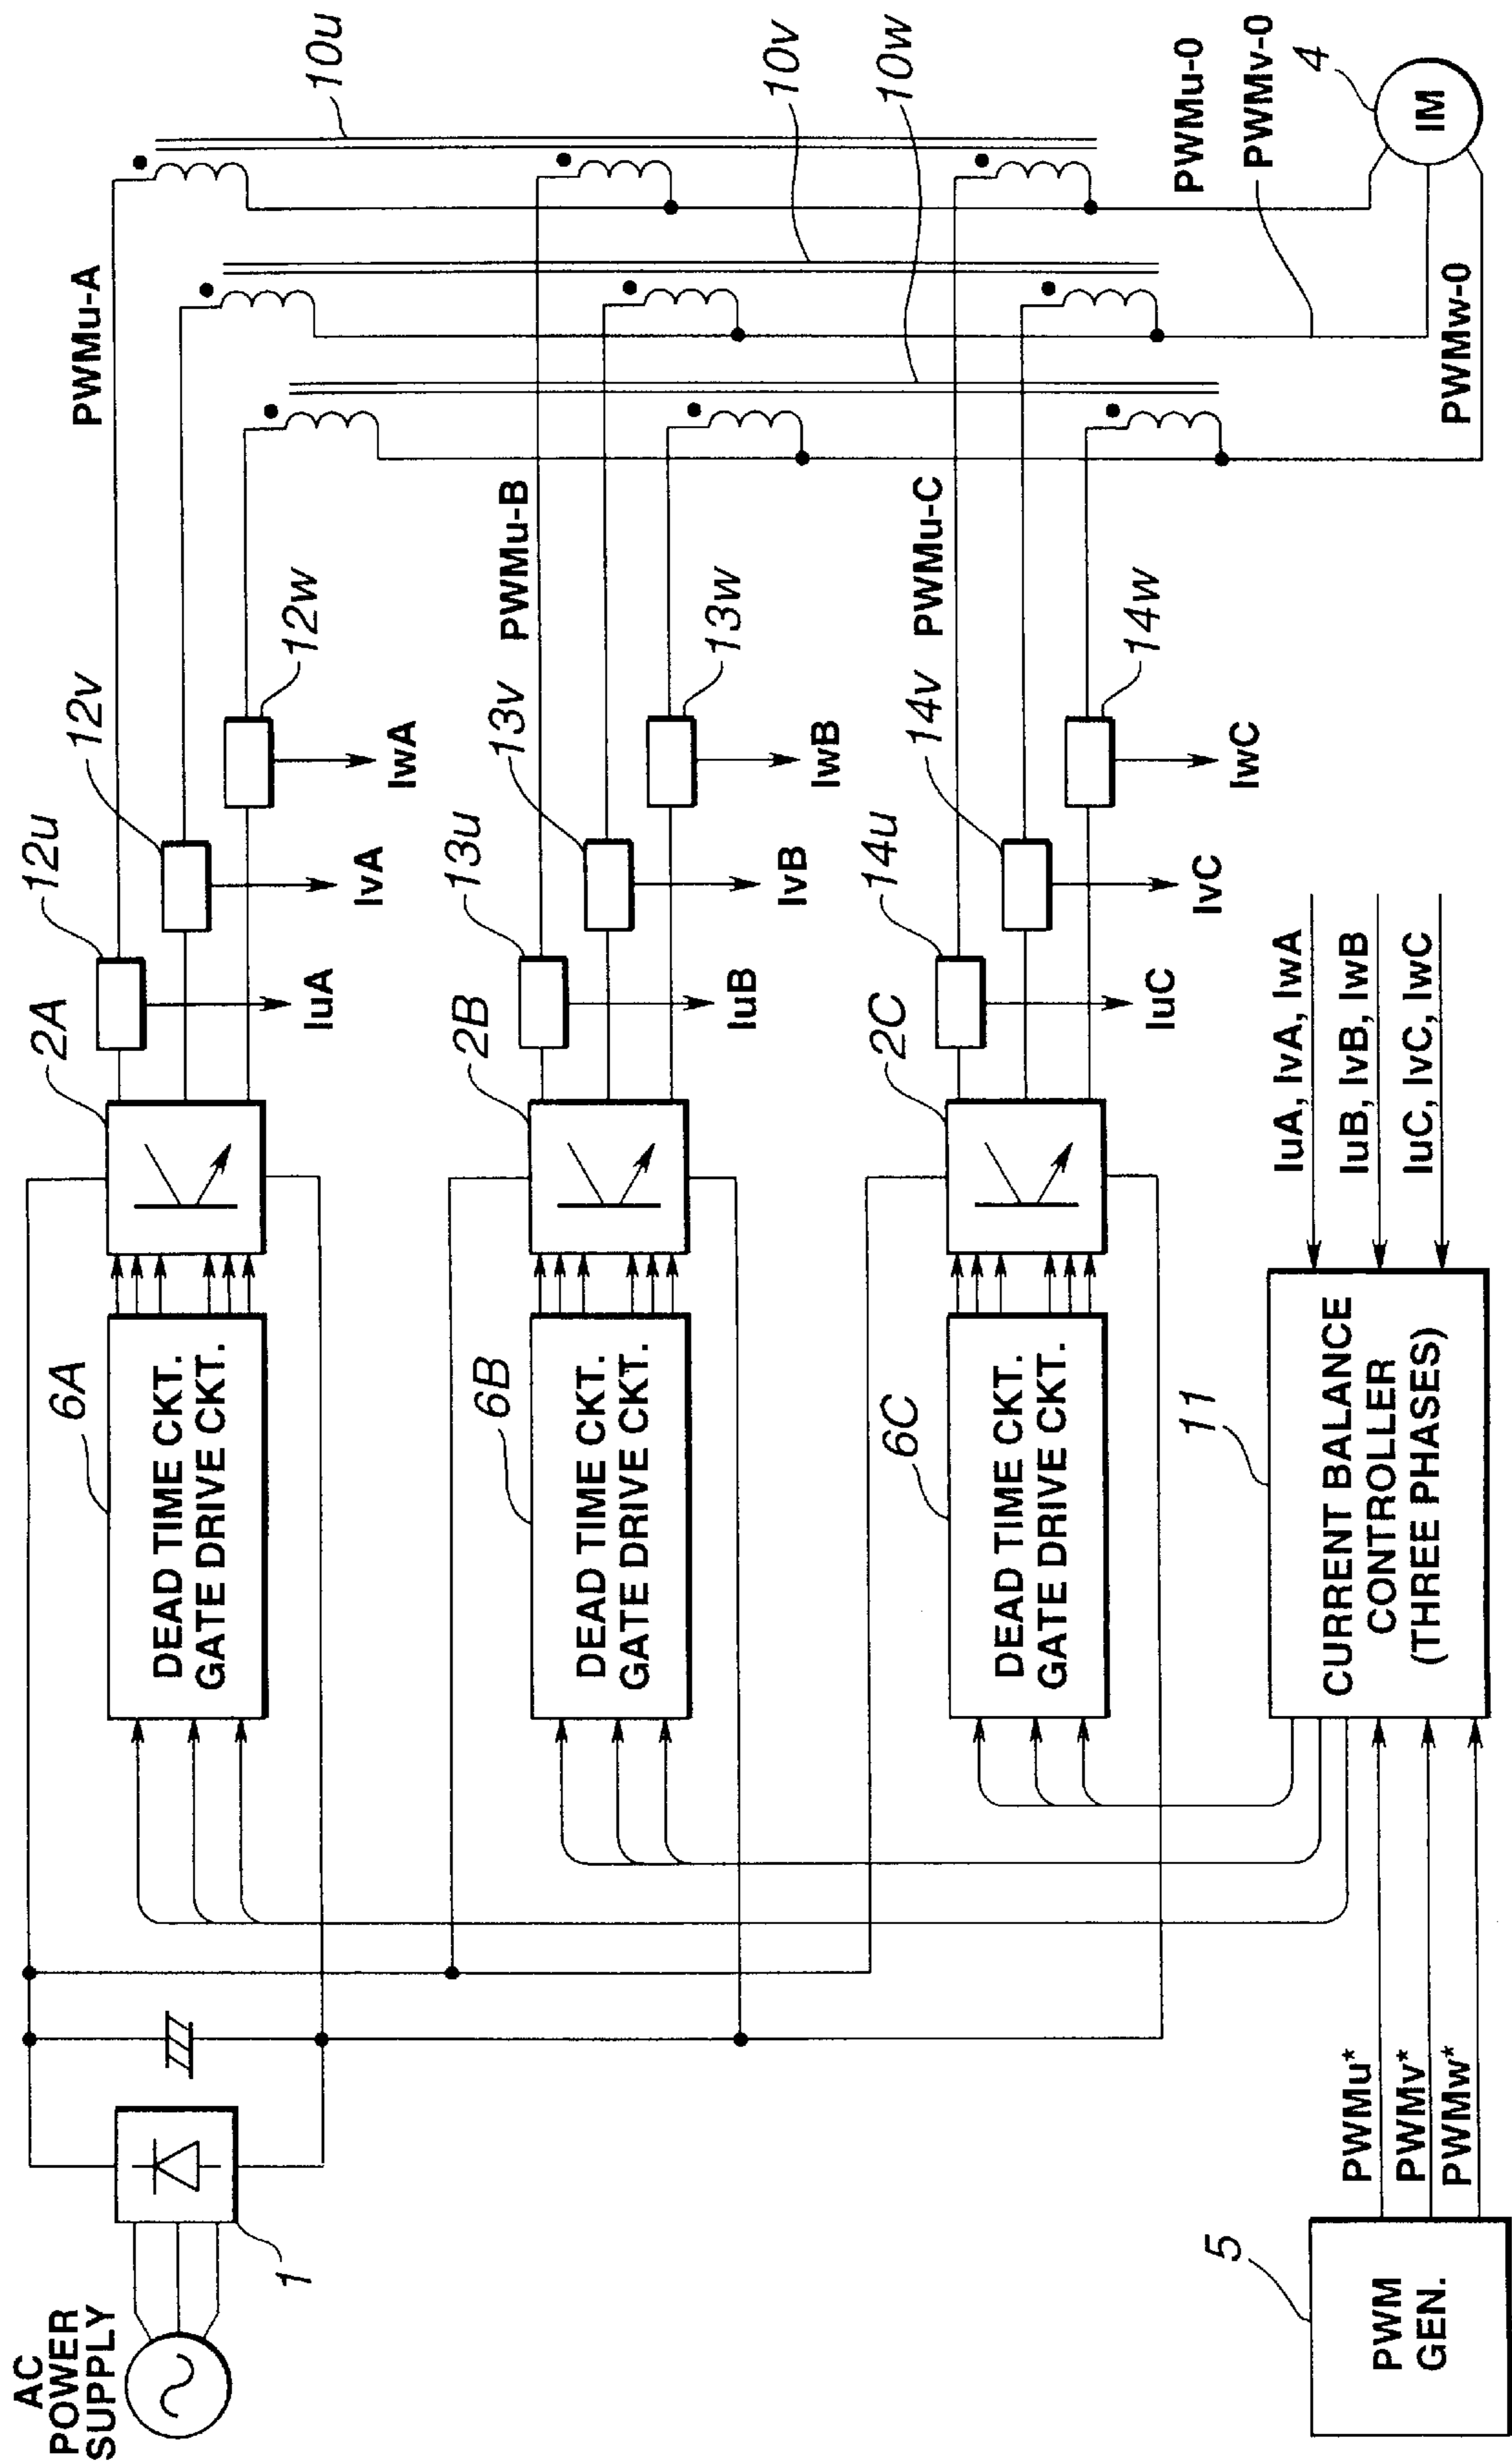 AC
POWER
SUPPLY
1
6A
DEAD TIME CKT.
GATE DRIVE CKT.
2A
12u
IuA
12v
IvA
12w
IwA
PWMu-A
10u
6B
DEAD TIME CKT.
GATE DRIVE CKT.
2B
13u
IuB
13v
IvB
13w
IwB
PWMu-B
10v
10w
6C
DEAD TIME CKT.
GATE DRIVE CKT.
2C
14u
IuC
14v
IvC
14w
IwC
PWMu-C
PWMu-0
PWMv-0
PWMw-0
4
IM
5
PWM
GEN.
PWMu*
PWMv*
PWMw*
11
CURRENT BALANCE
CONTROLLER
(THREE PHASES)
IuA, IvA, IwA
IuB, IvB, IwB
IuC, IvC, IwC